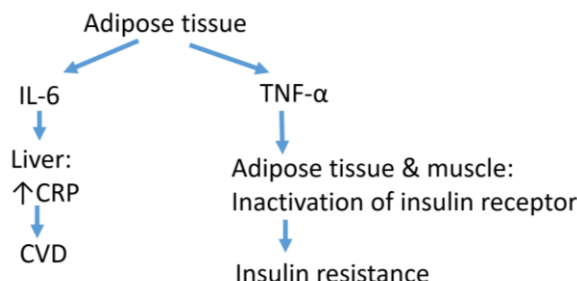 Adipose tissue
IL-6
TNF-α
Liver:
↑CRP
Adipose tissue & muscle:
Inactivation of insulin receptor
CVD
Insulin resistance